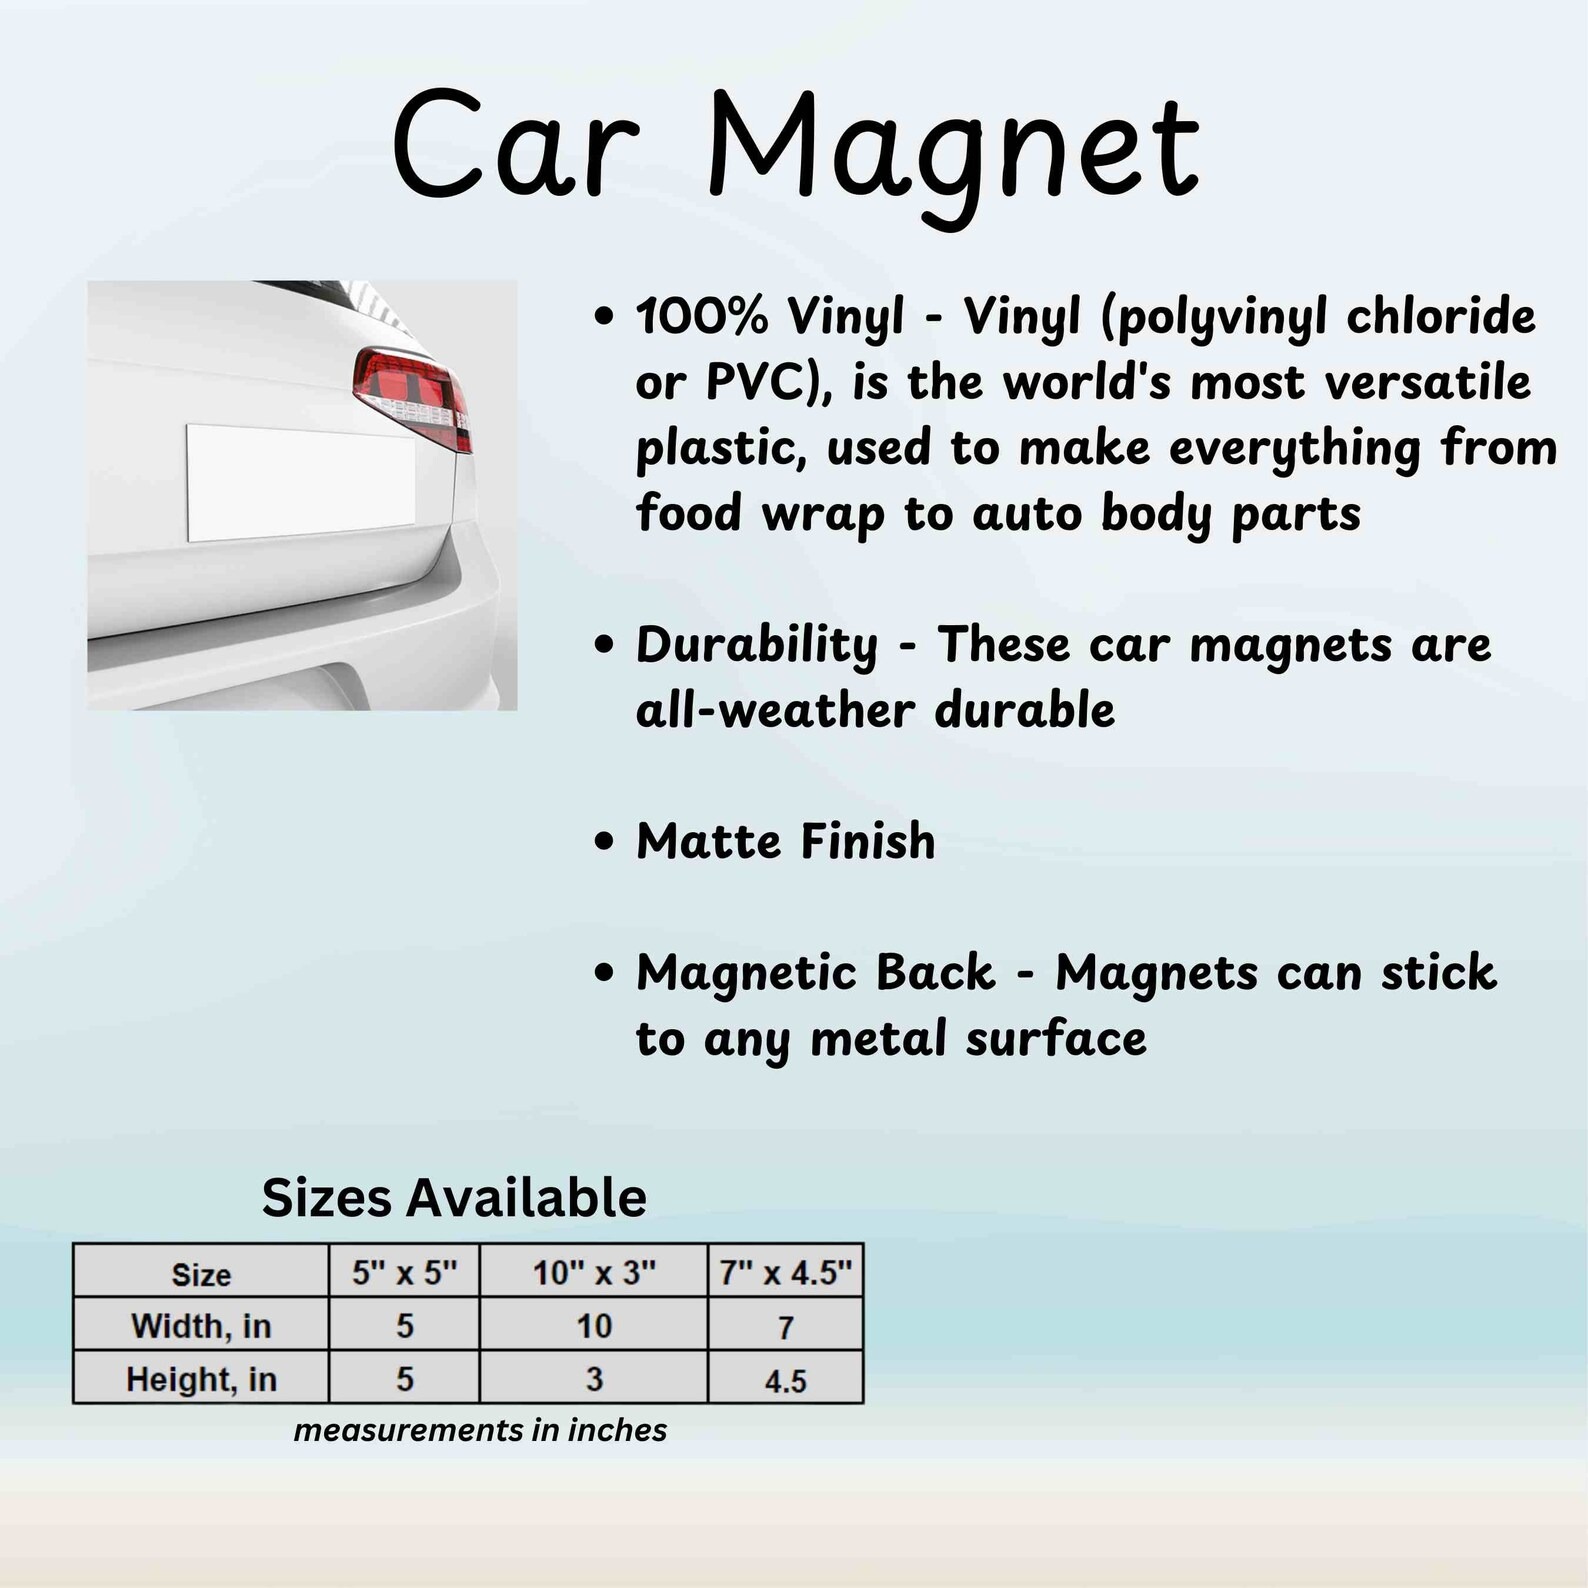 Car Magnet
• 100% Vinyl - Vinyl (polyvinyl chloride
or PVC), is the world's most versatile
plastic, used to make everything from
food wrap to auto body parts
• Durability - These car magnets are
all-weather durable
• Matte Finish
• Magnetic Back - Magnets can stick
to any metal surface
Sizes Available
Size 5" x 5" 10" x 3" 7" x 4.5"
Width, in 5 10 7
Height, in 5 3 4.5
measurements in inches